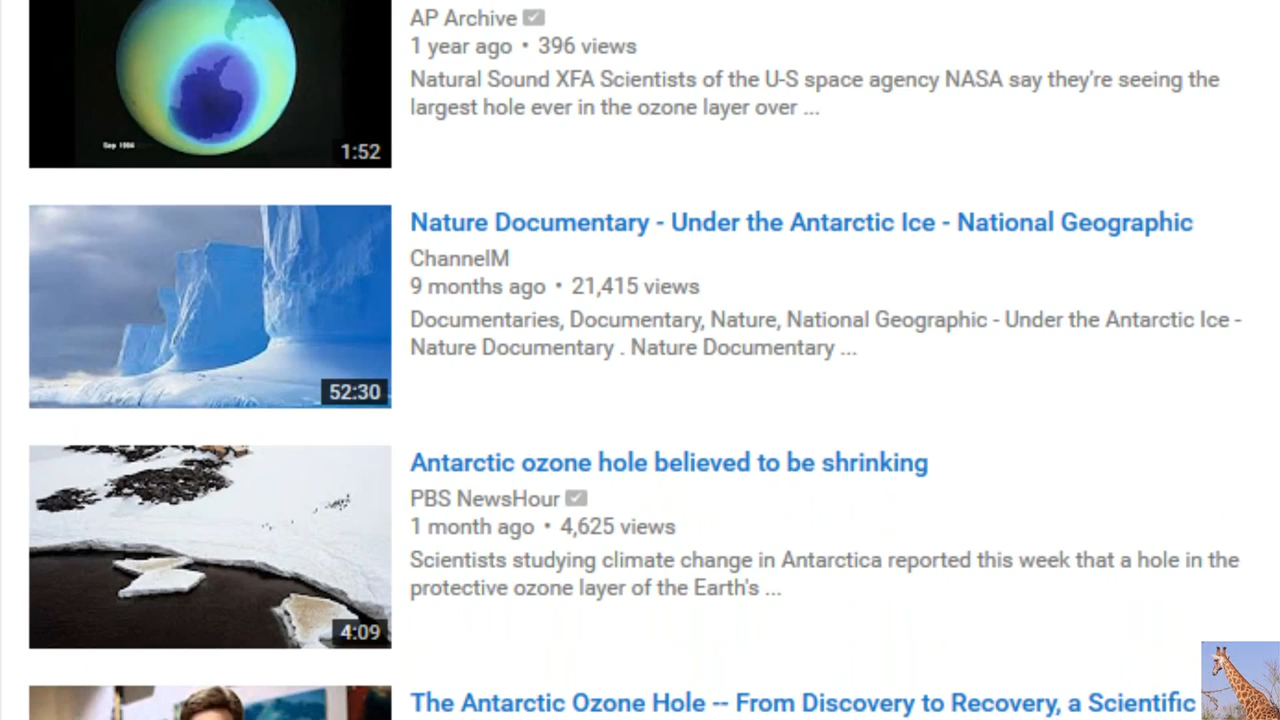 AP Archive
1 year ago • 396 views
Natural Sound XFA Scientists of the U-S space agency NASA say they're seeing the
largest hole ever in the ozone layer over ...
Sep 1996
1:52
Nature Documentary - Under the Antarctic Ice - National Geographic
ChannelM
9 months ago • 21,415 views
Documentaries, Documentary, Nature, National Geographic - Under the Antarctic Ice -
Nature Documentary . Nature Documentary ...
52:30
Antarctic ozone hole believed to be shrinking
PBS NewsHour
1 month ago • 4,625 views
Scientists studying climate change in Antarctica reported this week that a hole in the
protective ozone layer of the Earth's ...
4:09
The Antarctic Ozone Hole -- From Discovery to Recovery, a Scientific